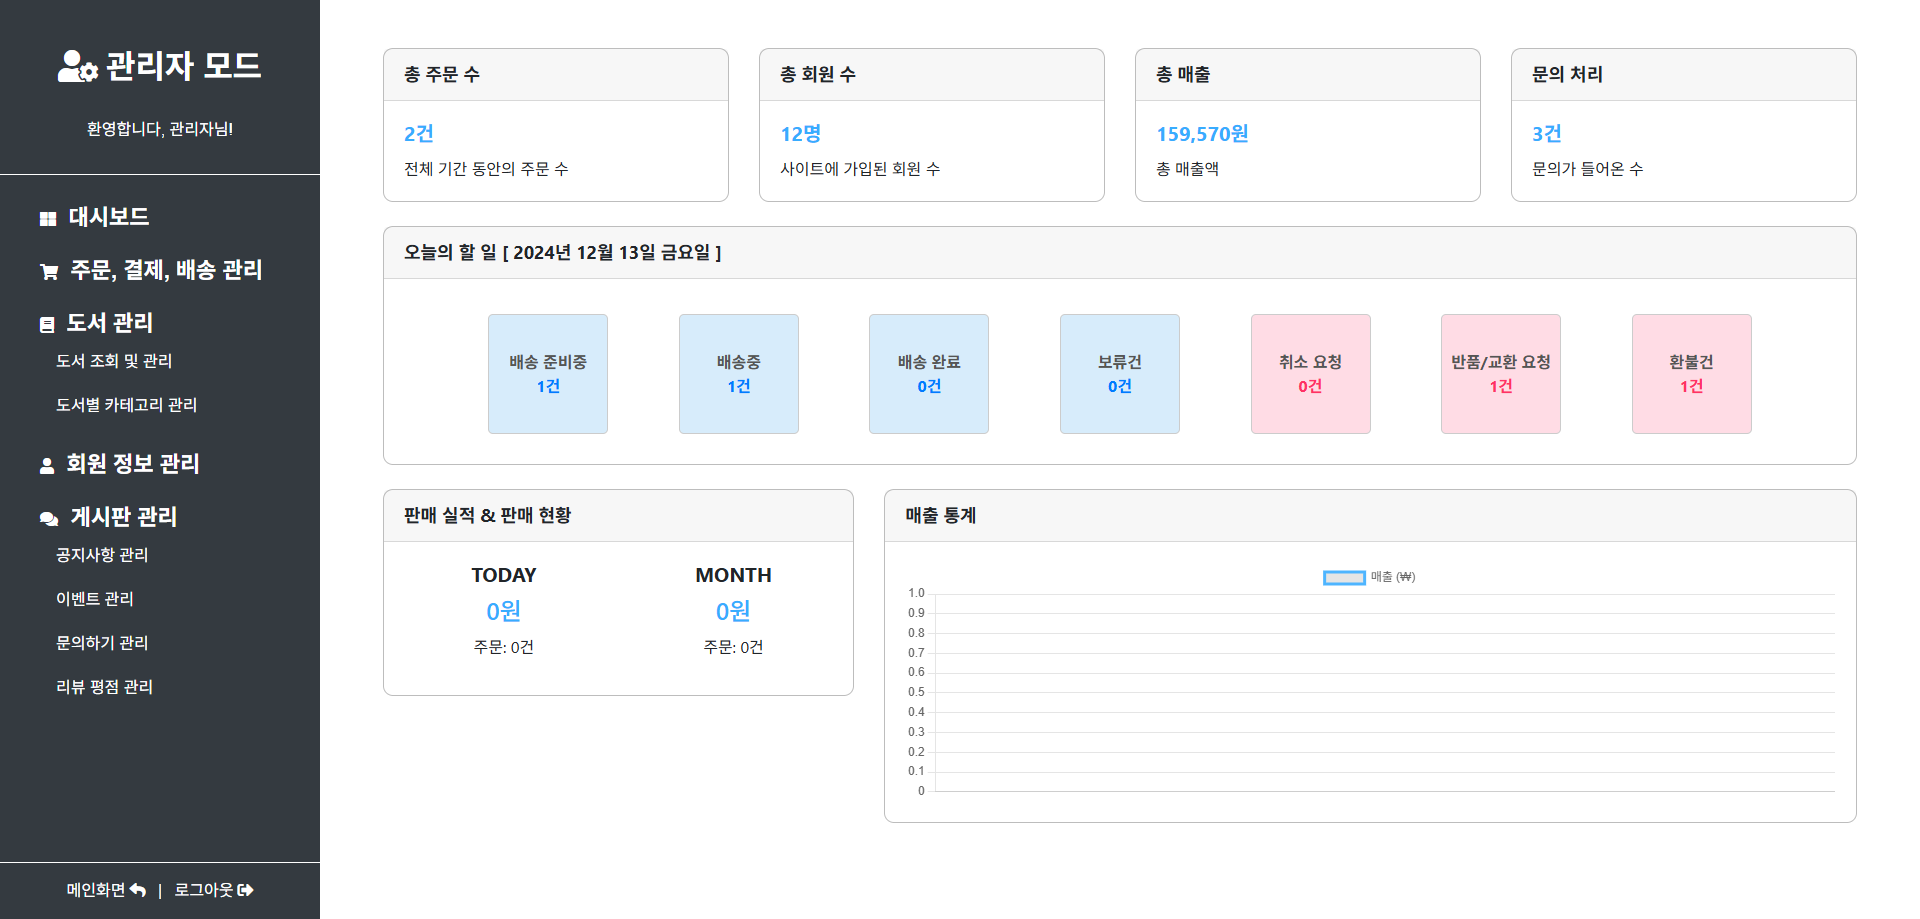 관리자 모드
환영합니다, 관리자님!
대시보드
주문, 결제, 배송 관리
도서 관리
도서 조회 및 관리
도서별 카테고리 관리
회원 정보 관리
게시판 관리
공지사항 관리
이벤트 관리
문의하기 관리
리뷰 평점 관리
메인화면 | 로그아웃
총 주문 수
2건
전체 기간 동안의 주문 수
총 회원 수
12명
사이트에 가입된 회원 수
총 매출
159,570원
총 매출액
문의 처리
3건
문의가 들어온 수
오늘의 할 일 [ 2024년 12월 13일 금요일 ]
배송 준비중
1건
배송중
1건
배송 완료
0건
보류건
0건
취소 요청
0건
반품/교환 요청
1건
환불건
1건
판매 실적 & 판매 현황
TODAY
0원
주문: 0건
MONTH
0원
주문: 0건
매출 통계
매출 (₩)
1.0
0.9
0.8
0.7
0.6
0.5
0.4
0.3
0.2
0.1
0